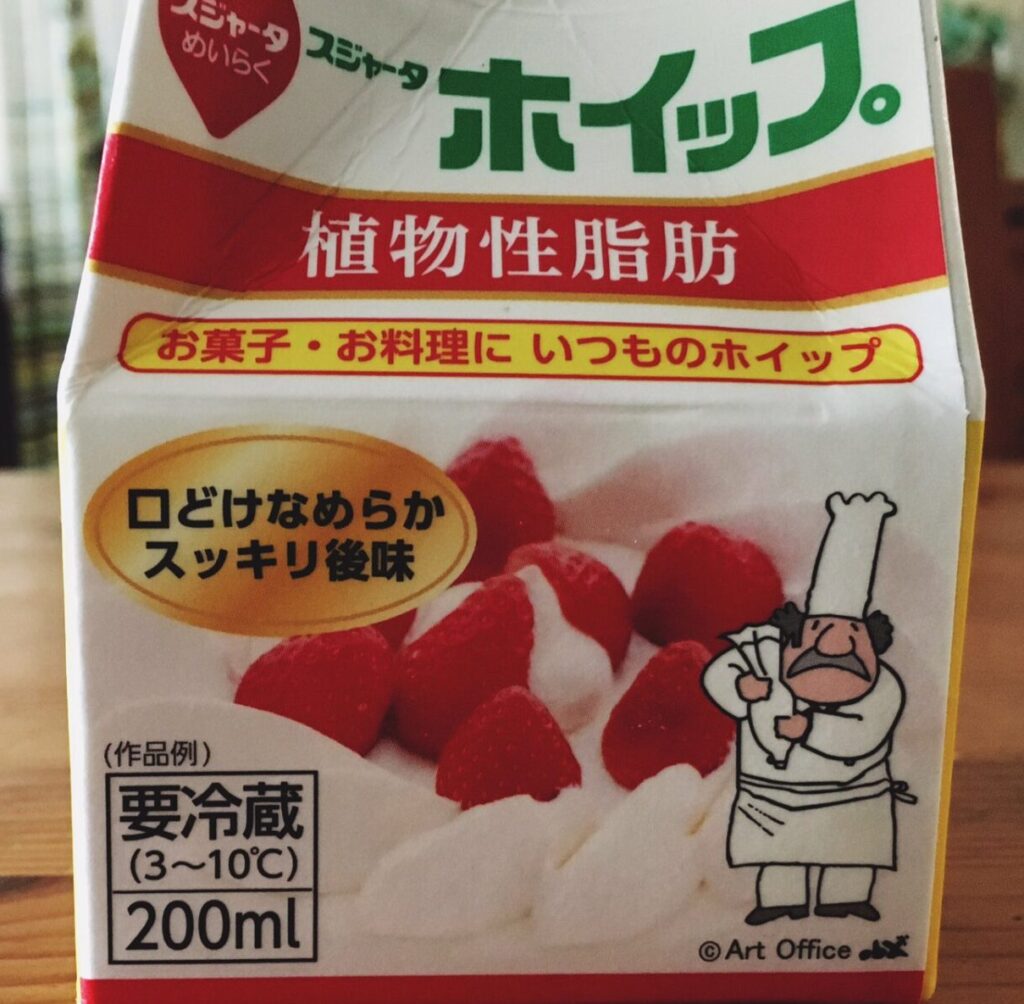 スジャータ
めいらく
スジャータ
ホイップ。
植物性脂肪
お菓子・お料理に いつものホイップ
口どけなめらか
スッキリ後味
(作品例)
要冷蔵
(3～10℃)
200ml
©Art Office